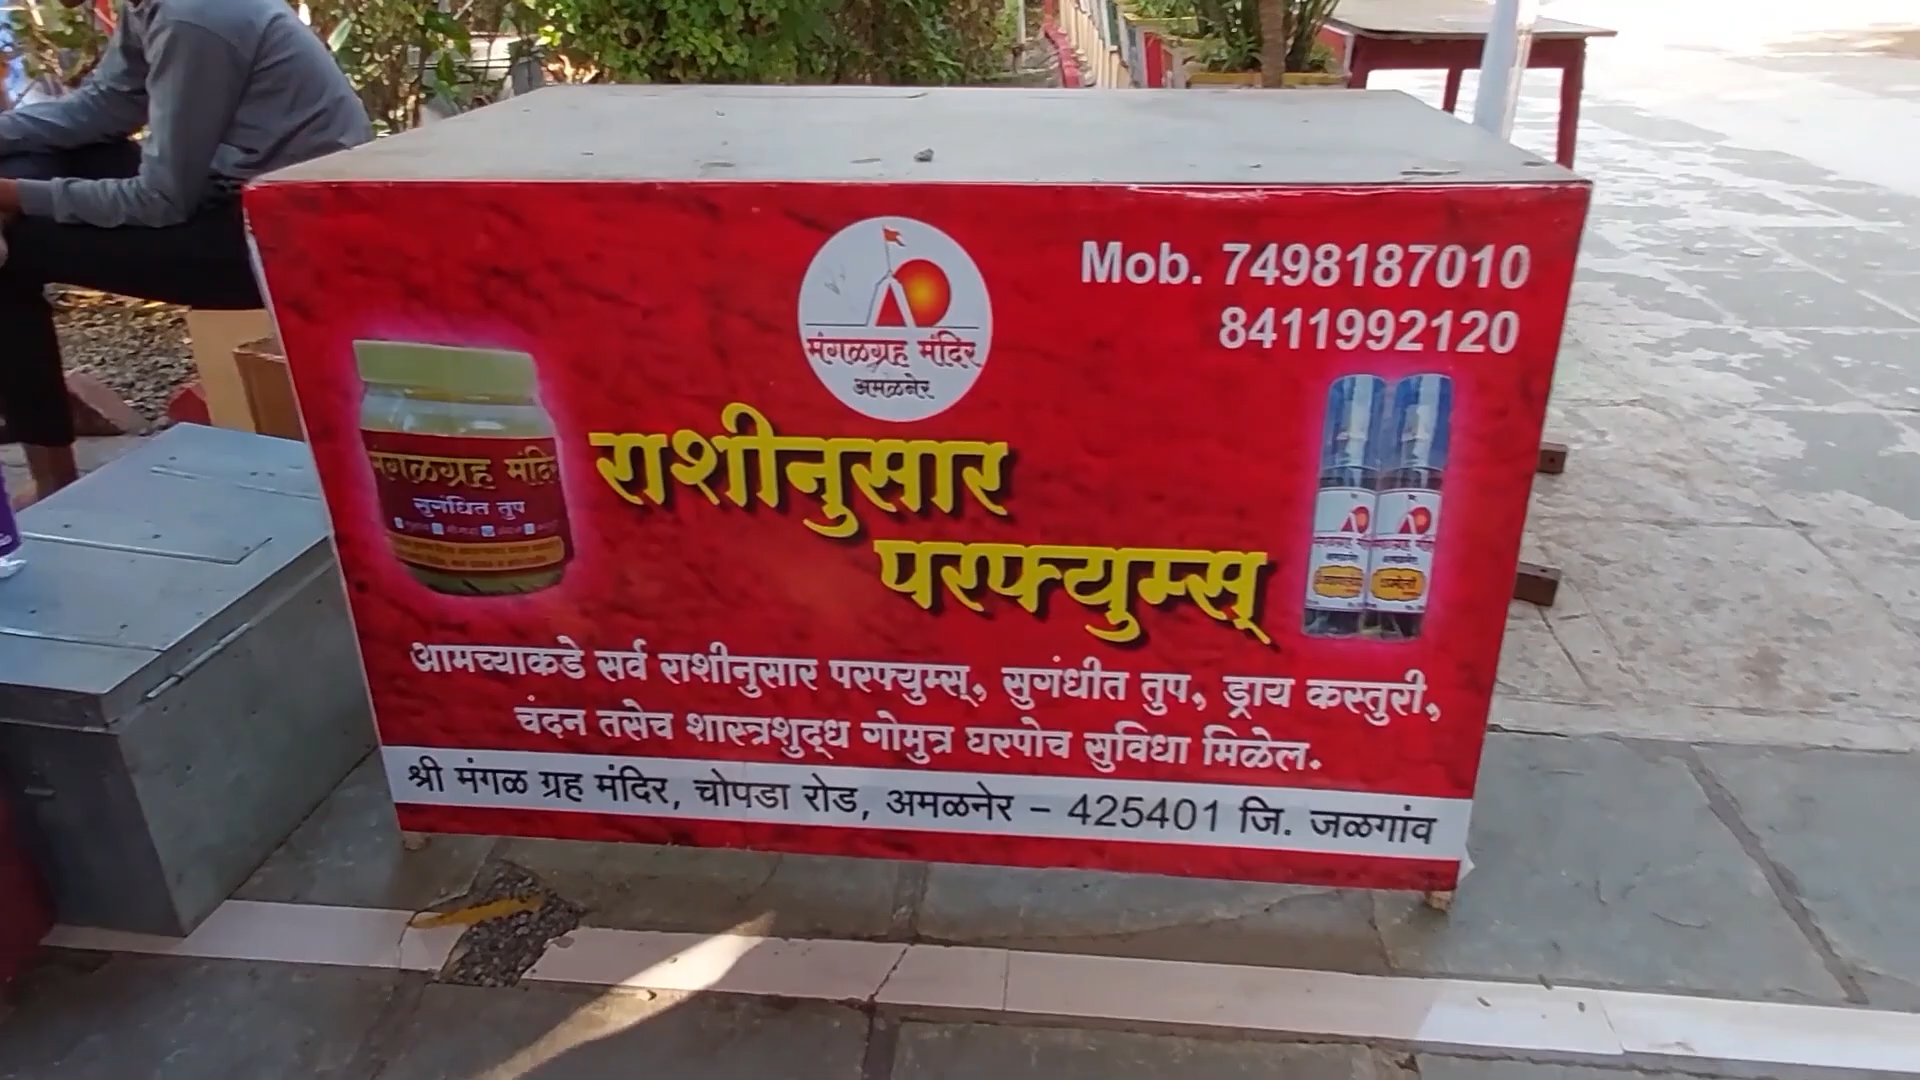 मंगळग्रह मंदिर
अमळनेर
Mob. 7498187010
8411992120
मंगळग्रह मंदिर
सुगंधित तुप
राशीनुसार
परफ्युम्स्
आमच्याकडे सर्व राशीनुसार परफ्युम्स्, सुगंधीत तुप, ड्राय कस्तुरी,
चंदन तसेच शास्त्रशुद्ध गोमुत्र घरपोच सुविधा मिळेल.
श्री मंगळ ग्रह मंदिर, चोपडा रोड, अमळनेर – 425401 जि. जळगांव